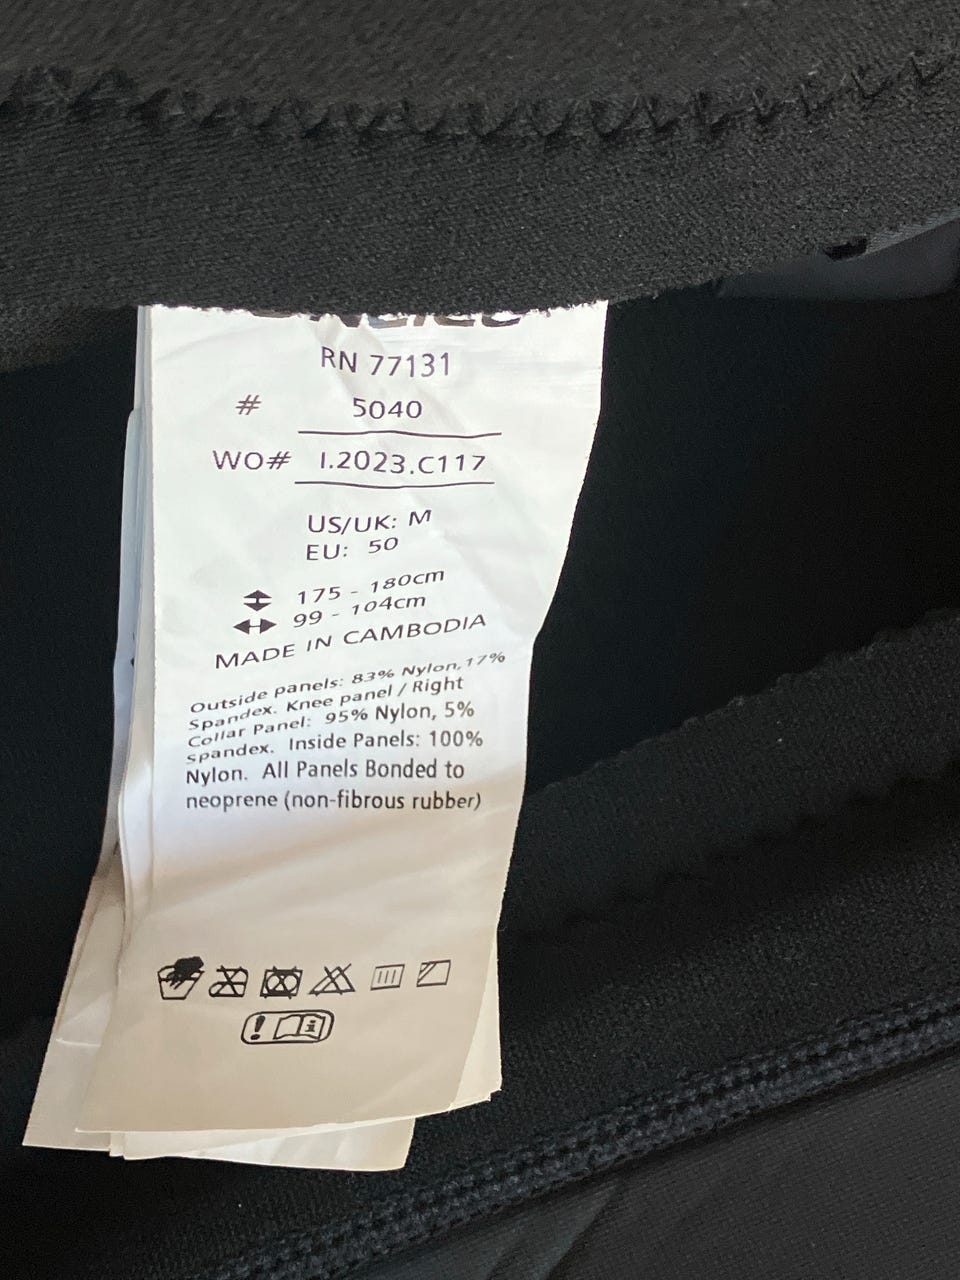 RN 77131
# 5040
WO# I.2023.C117
US/UK: M
EU: 50
175 - 180cm
99 - 104cm
MADE IN CAMBODIA
Outside panels: 83% Nylon, 17%
Spandex. Knee panel / Right
Collar Panel: 95% Nylon, 5%
spandex. Inside Panels: 100%
Nylon. All Panels Bonded to
neoprene (non-fibrous rubber)